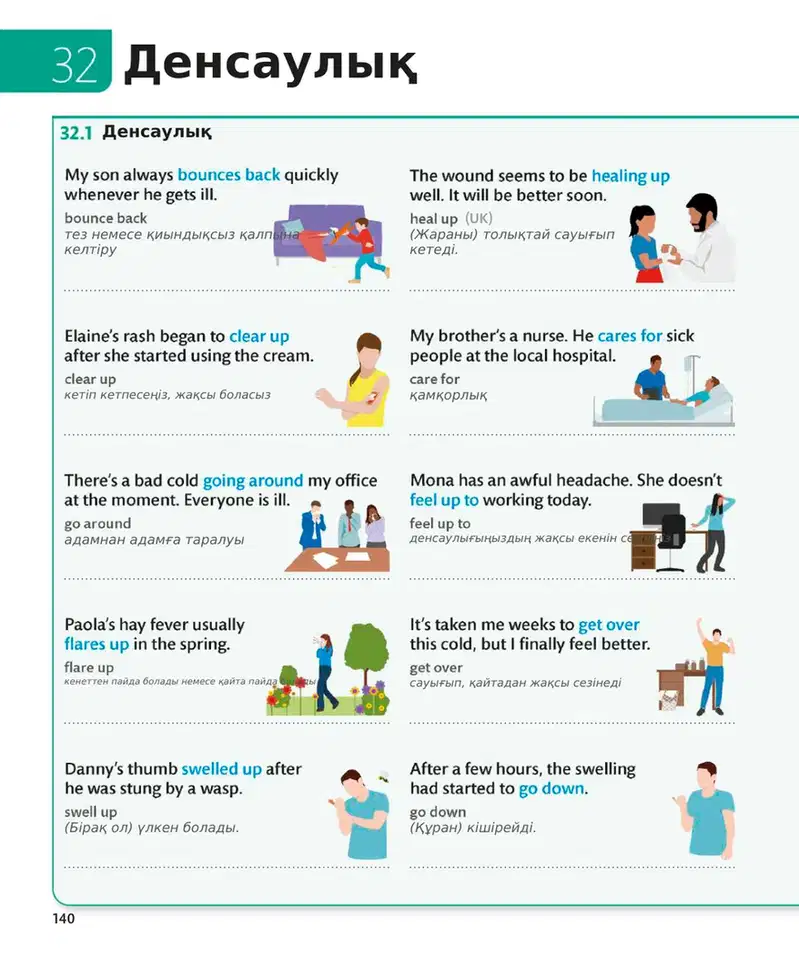 32 Денсаулық
32.1 Денсаулық
My son always bounces back quickly
whenever he gets ill.
bounce back
тез немесе қиындықсыз қалпына
келтіру
The wound seems to be healing up
well. It will be better soon.
heal up (UK)
(Жараны) толықтай сауығып
кетеді.
Elaine's rash began to clear up
after she started using the cream.
clear up
кетіп кетпесеңіз, жақсы боласыз
My brother's a nurse. He cares for sick
people at the local hospital.
care for
қамқорлық
There's a bad cold going around my office
at the moment. Everyone is ill.
go around
адамнан адамға таралуы
Mona has an awful headache. She doesn't
feel up to working today.
feel up to
денсаулығыңыздың жақсы екенін
Paola's hay fever usually
flares up in the spring.
flare up
кенеттен пайда болады немесе қайта пайда болады
It's taken me weeks to get over
this cold, but I finally feel better.
get over
сауығып, қайтадан жақсы сезінеді
Danny's thumb swelled up after
he was stung by a wasp.
swell up
(Бірақ ол) үлкен болады.
After a few hours, the swelling
had started to go down.
go down
(Құран) кішірейді.
140